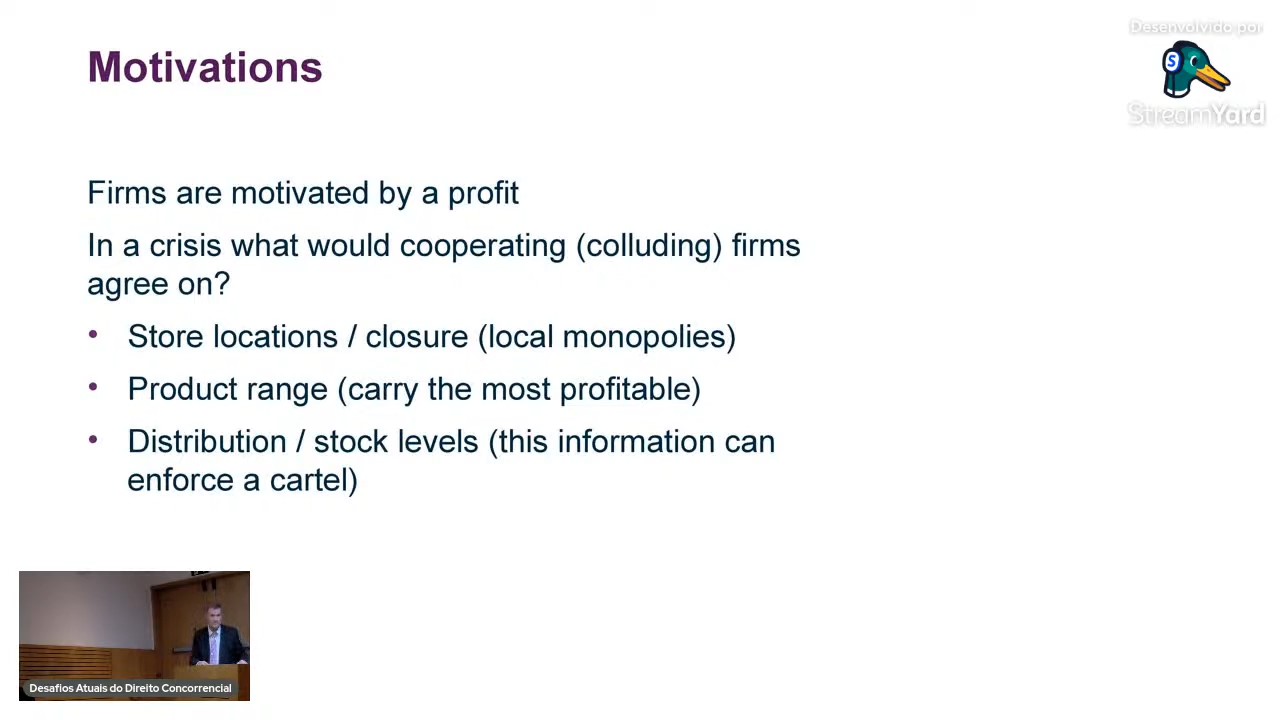 Desenvolvido por
S
StreamYard
Motivations
Firms are motivated by a profit
In a crisis what would cooperating (colluding) firms
agree on?
• Store locations / closure (local monopolies)
• Product range (carry the most profitable)
• Distribution / stock levels (this information can
enforce a cartel)
Desafios Atuais do Direito Concorrencial